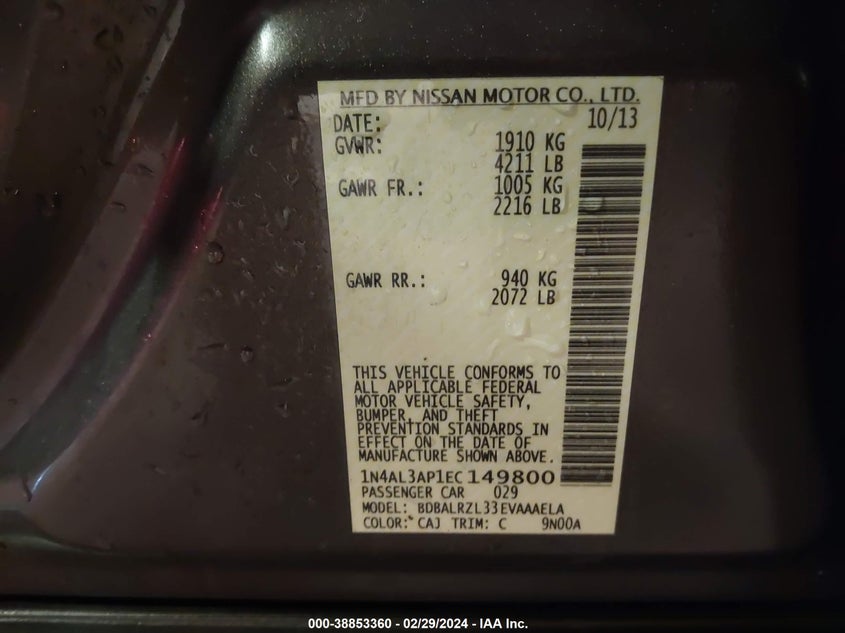 MFD BY NISSAN MOTOR CO., LTD.
DATE: 10/13
GVWR: 1910 KG
4211 LB
GAWR FR.: 1005 KG
2216 LB
GAWR RR.: 940 KG
2072 LB
THIS VEHICLE CONFORMS TO
ALL APPLICABLE FEDERAL
MOTOR VEHICLE SAFETY,
BUMPER, AND THEFT
PREVENTION STANDARDS IN
EFFECT ON THE DATE OF
MANUFACTURE SHOWN ABOVE.
1N4AL3AP1EC149800
PASSENGER CAR 029
MODEL: BDBALRZL33EVAAAELA
COLOR: CAJ TRIM: C 9N00A
000-38853360 - 02/29/2024 - IAA Inc.